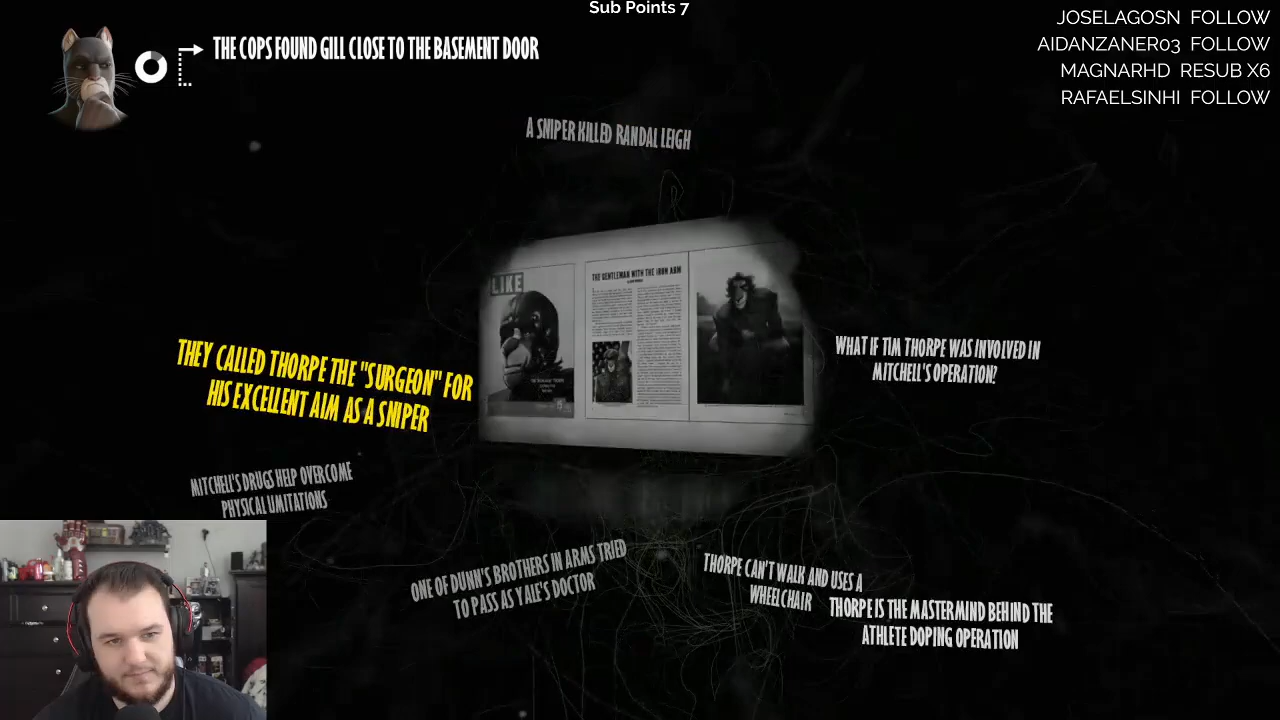 Sub Points 7
JOSELAGOSN FOLLOW
AIDANZANER03 FOLLOW
MAGNARHD RESUB X6
RAFAELSINHI FOLLOW
THE COPS FOUND GILL CLOSE TO THE BASEMENT DOOR
A SNIPER KILLED RANDAL LEIGH
LIKE
THE GENTLEMAN WITH THE IRON ARM
THEY CALLED THORPE THE "SURGEON" FOR
HIS EXCELLENT AIM AS A SNIPER
WHAT IF TIM THORPE WAS INVOLVED IN
MITCHELL'S OPERATION?
MITCHELL'S DRUGS HELP OVERCOME
PHYSICAL LIMITATIONS
ONE OF DUNN'S BROTHERS IN ARMS TRIED
TO PASS AS YALE'S DOCTOR
THORPE CAN'T WALK AND USES A
WHEELCHAIR
THORPE IS THE MASTERMIND BEHIND THE
ATHLETE DOPING OPERATION